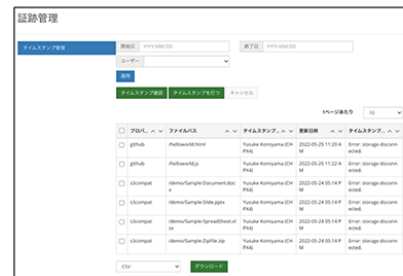 証跡管理
タイムスタンプ管理
開始日 YYYY-MM-DD 終了日 YYYY-MM-DD
ユーザー
適用
タイムスタンプ確認 タイムスタンプを打つ キャンセル
1ページあたり 10
プロバ... ファイルパス タイムスタンプ... 更新日時 タイムスタンプ...
github /helloworld.html Yusuke Komiyama (CHPX4) 2022-05-25 11:20 AM Error: storage disconnected.
github /helloworld.js Yusuke Komiyama (CHPX4) 2022-05-25 11:22 AM Error: storage disconnected.
s3compat /demo/Sample-Document.docx Yusuke Komiyama (CHPX4) 2022-05-24 05:14 PM Error: storage disconnected.
s3compat /demo/Sample-Slide.pptx Yusuke Komiyama (CHPX4) 2022-05-24 05:14 PM Error: storage disconnected.
s3compat /demo/Sample-SpreadSheet.xlsx Yusuke Komiyama (CHPX4) 2022-05-24 05:14 PM Error: storage disconnected.
s3compat /demo/Sample-ZipFile.zip Yusuke Komiyama (CHPX4) 2022-05-24 05:14 PM Error: storage disconnected.
CSV ダウンロード